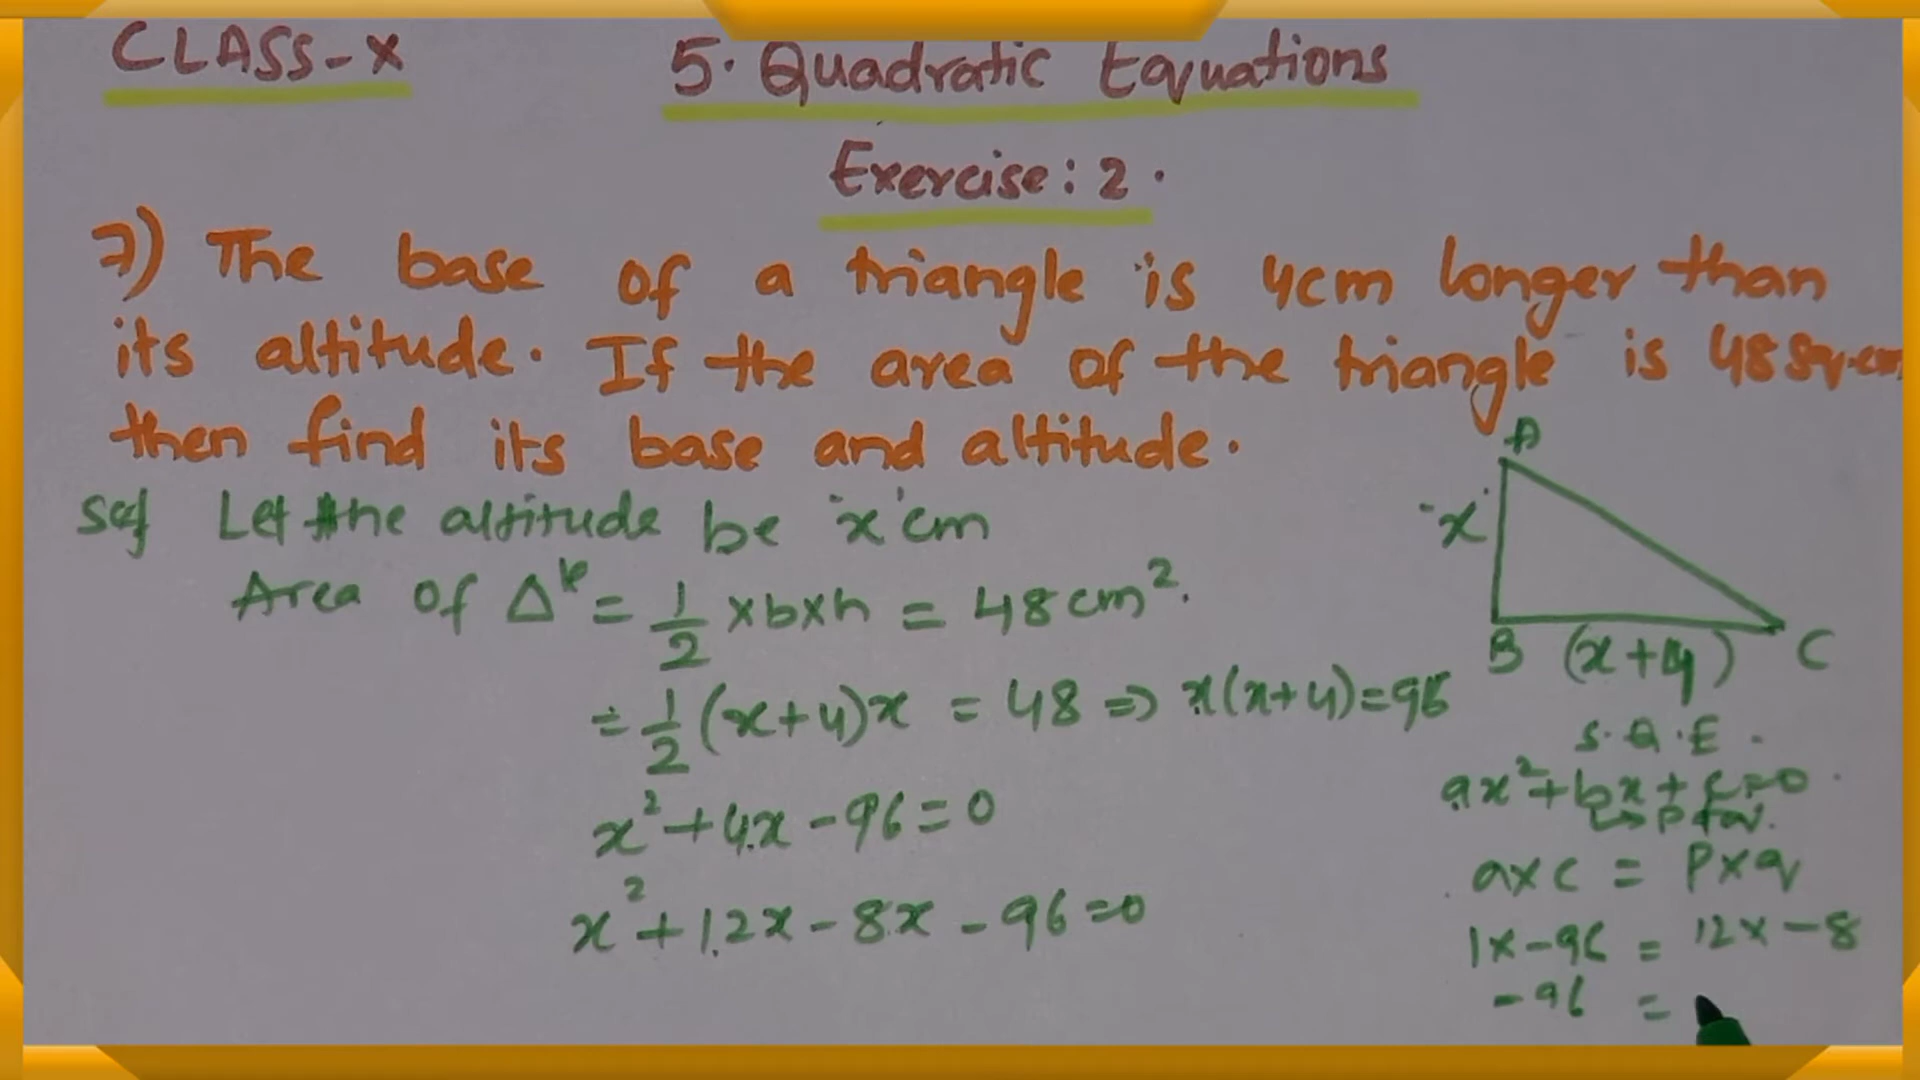 CLASS-X
5. Quadratic Equations
Exercise: 2.
7) The base of a triangle is 4cm longer than
its altitude. If the area of the triangle is 48 sq.cm
then find its base and altitude.
Sol Let the altitude be 'x' cm
Area of Δle = 1/2 × b × h = 48 cm².
= 1/2 (x+4)x = 48 ⇒ x(x+4) = 96
x² + 4x - 96 = 0
x² + 12x - 8x - 96 = 0
A
x
B (x+4) C
S.Q.E.
ax² + bx + c = 0
a×c = p×q
1×-96 = 12×-8
-96 =